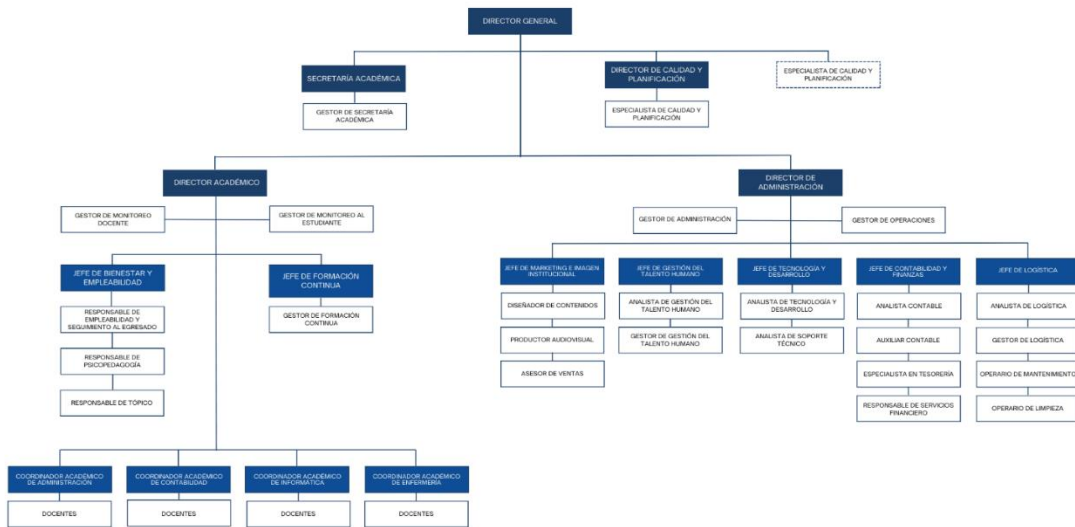 DIRECTOR GENERAL
SECRETARÍA ACADÉMICA
DIRECTOR DE CALIDAD Y
PLANIFICACIÓN
ESPECIALISTA DE CALIDAD Y
PLANIFICACIÓN
GESTOR DE SECRETARÍA
ACADÉMICA
ESPECIALISTA DE CALIDAD Y
PLANIFICACIÓN
DIRECTOR ACADÉMICO
DIRECTOR DE
ADMINISTRACIÓN
GESTOR DE MONITOREO
DOCENTE
GESTOR DE MONITOREO AL
ESTUDIANTE
GESTOR DE ADMINISTRACIÓN
GESTOR DE OPERACIONES
JEFE DE BIENESTAR Y
EMPLEABILIDAD
JEFE DE FORMACIÓN
CONTINUA
JEFE DE MARKETING E IMAGEN
INSTITUCIONAL
JEFE DE GESTIÓN DEL
TALENTO HUMANO
JEFE DE TECNOLOGÍA Y
DESARROLLO
JEFE DE CONTABILIDAD Y
FINANZAS
JEFE DE LOGÍSTICA
RESPONSABLE DE
EMPLEABILIDAD Y
SEGUIMIENTO AL EGRESADO
GESTOR DE FORMACIÓN
CONTINUA
DISEÑADOR DE CONTENIDOS
ANALISTA DE GESTIÓN DEL
TALENTO HUMANO
ANALISTA DE TECNOLOGÍA Y
DESARROLLO
ANALISTA CONTABLE
ANALISTA DE LOGÍSTICA
RESPONSABLE DE
PSICOPEDAGOGÍA
PRODUCTOR AUDIOVISUAL
GESTOR DE GESTIÓN DEL
TALENTO HUMANO
ANALISTA DE SOPORTE
TÉCNICO
AUXILIAR CONTABLE
GESTOR DE LOGÍSTICA
RESPONSABLE DE TÓPICO
ASESOR DE VENTAS
ESPECIALISTA EN TESORERÍA
OPERARIO DE MANTENIMIENTO
RESPONSABLE DE SERVICIOS
FINANCIERO
OPERARIO DE LIMPIEZA
COORDINADOR ACADÉMICO
DE ADMINISTRACIÓN
COORDINADOR ACADÉMICO
DE CONTABILIDAD
COORDINADOR ACADÉMICO
DE INFORMÁTICA
COORDINADOR ACADÉMICO
DE ENFERMERÍA
DOCENTES
DOCENTES
DOCENTES
DOCENTES